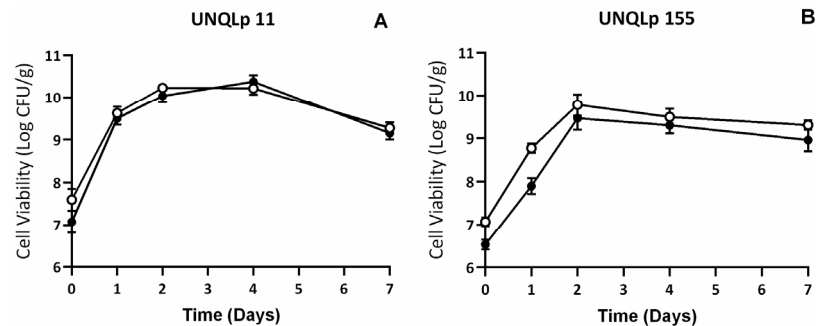 UNQLp 11
A
Cell Viability (Log CFU/g)
11
10
9
8
7
6
0 1 2 3 4 5 6 7
Time (Days)
UNQLp 155
B
Cell Viability (Log CFU/g)
11
10
9
8
7
6
0 1 2 3 4 5 6 7
Time (Days)